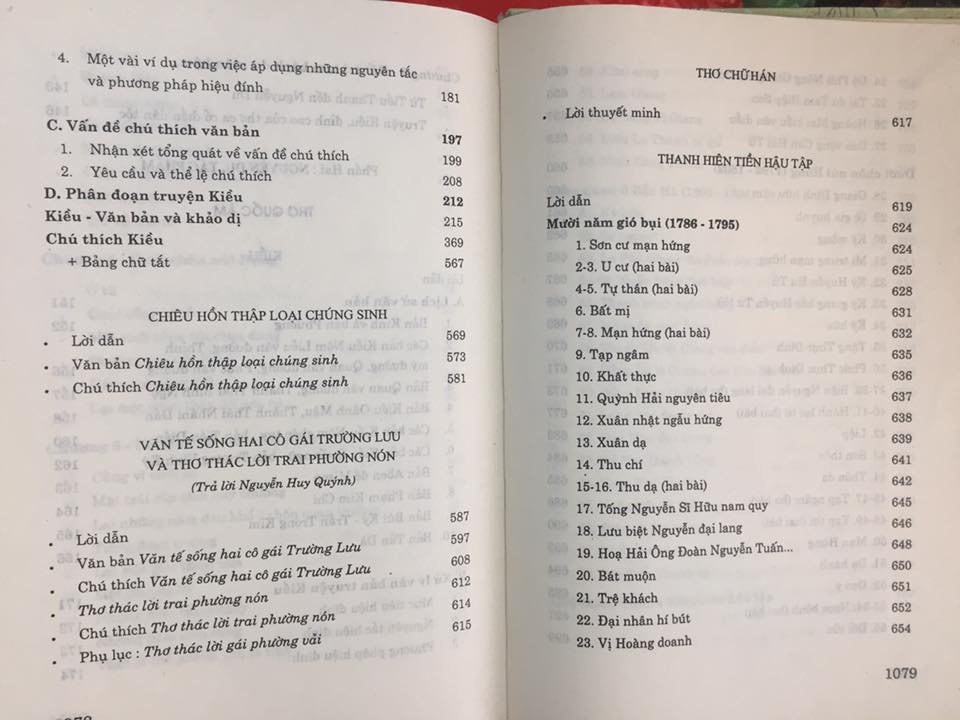 4. Một vài ví dụ trong việc áp dụng những nguyên tắc
và phương pháp hiệu đính 181
C. Vấn đề chú thích văn bản 197
1. Nhận xét tổng quát về vấn đề chú thích 199
2. Yêu cầu và thể lệ chú thích 208
D. Phân đoạn truyện Kiều 212
Kiều - Văn bản và khảo dị 215
Chú thích Kiều 369
+ Bảng chữ tắt 567
CHIÊU HỒN THẬP LOẠI CHÚNG SINH
. Lời dẫn 569
. Văn bản Chiêu hồn thập loại chúng sinh 573
. Chú thích Chiêu hồn thập loại chúng sinh 581
VĂN TẾ SỐNG HAI CÔ GÁI TRƯỜNG LƯU
VÀ THƠ THÁC LỜI TRAI PHƯỜNG NÓN
(Trả lời Nguyễn Huy Quýnh)
. Lời dẫn 587
. Văn bản Văn tế sống hai cô gái Trường Lưu 597
. Chú thích Văn tế sống hai cô gái Trường Lưu 608
. Thơ thác lời trai phường nón 612
. Chú thích Thơ thác lời trai phường nón 614
. Phụ lục : Thơ thác lời gái phường vải 615
THƠ CHỮ HÁN
. Lời thuyết minh 617
THANH HIÊN TIỀN HẬU TẬP
Lời dẫn 619
Mười năm gió bụi (1786 - 1795) 624
1. Sơn cư mạn hứng 624
2-3. U cư (hai bài) 625
4-5. Tự thán (hai bài) 628
6. Bất mị 631
7-8. Mạn hứng (hai bài) 632
9. Tạp ngâm 635
10. Khất thực 636
11. Quỳnh Hải nguyên tiêu 637
12. Xuân nhật ngẫu hứng 638
13. Xuân dạ 639
14. Thu chí 641
15-16. Thu dạ (hai bài) 642
17. Tống Nguyễn Sĩ Hữu nam quy 645
18. Lưu biệt Nguyễn đại lang 646
19. Hoạ Hải Ông Đoàn Nguyễn Tuấn... 648
20. Bát muộn 650
21. Trệ khách 651
22. Đại nhân hí bút 652
23. Vị Hoàng doanh 654
1079